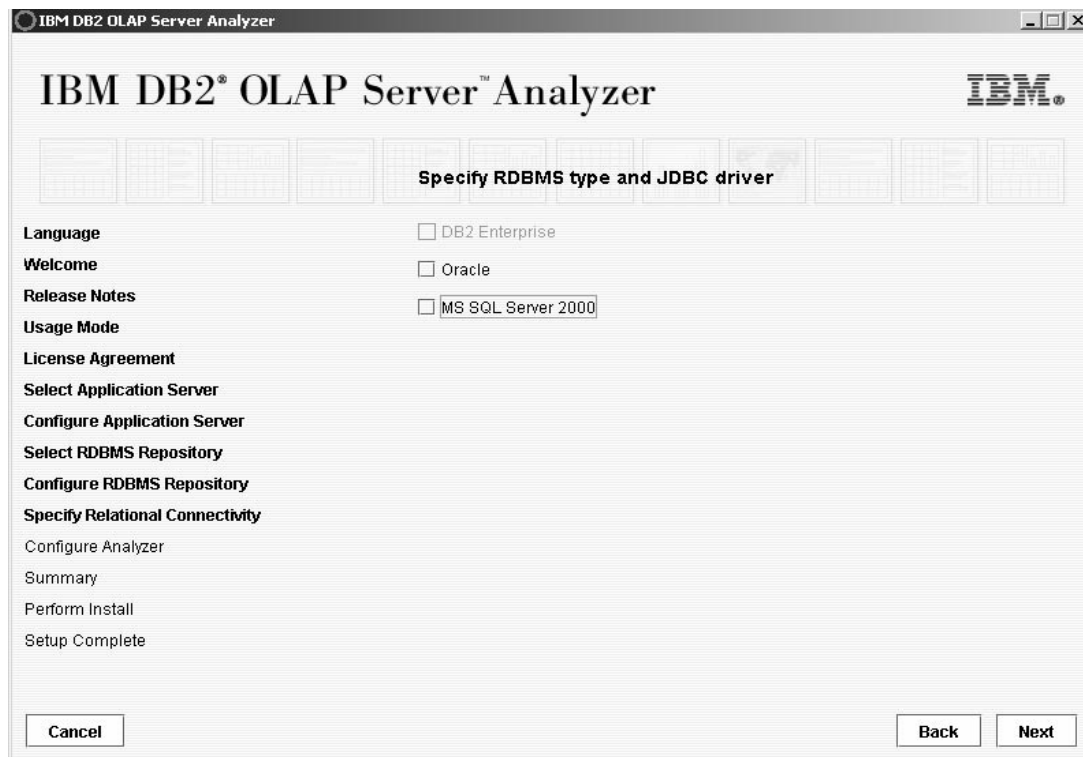 IBM DB2 OLAP Server Analyzer
IBM DB2® OLAP Server™ Analyzer
IBM®
Specify RDBMS type and JDBC driver
Language
Welcome
Release Notes
Usage Mode
License Agreement
Select Application Server
Configure Application Server
Select RDBMS Repository
Configure RDBMS Repository
Specify Relational Connectivity
Configure Analyzer
Summary
Perform Install
Setup Complete
DB2 Enterprise
Oracle
MS SQL Server 2000
Cancel
Back
Next